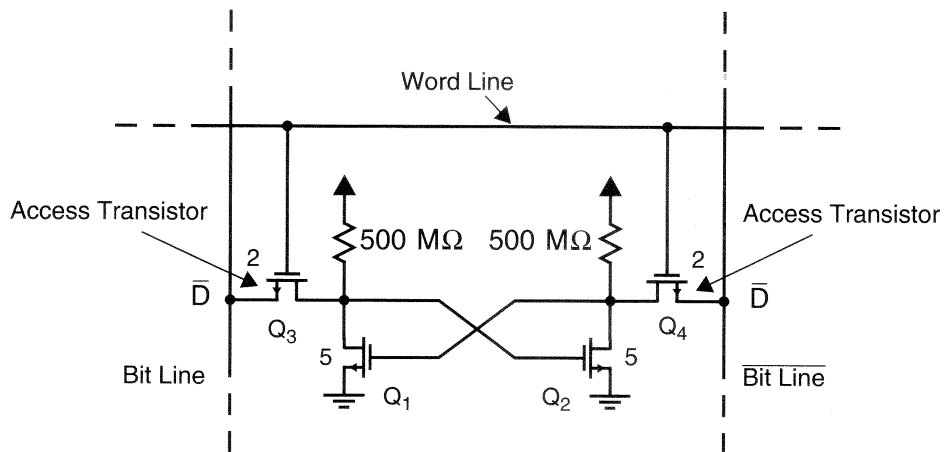 Word Line
Access Transistor
Access Transistor
500 MΩ
500 MΩ
2
2
D̅
D̅
Q₃
Q₄
5
5
Bit Line
B̅i̅t̅ ̅L̅i̅n̅e̅
Q₁
Q₂